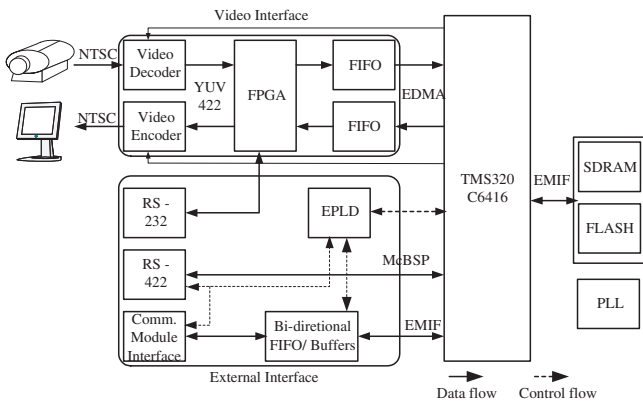 Video Interface
NTSC
Video
Decoder
YUV
422
FPGA
FIFO
EDMA
NTSC
Video
Encoder
FIFO
TMS320
C6416
EMIF
SDRAM
FLASH
PLL
RS -
232
EPLD
RS -
422
McBSP
Comm.
Module
Interface
Bi-diretional
FIFO/ Buffers
EMIF
External Interface
Data flow
Control flow